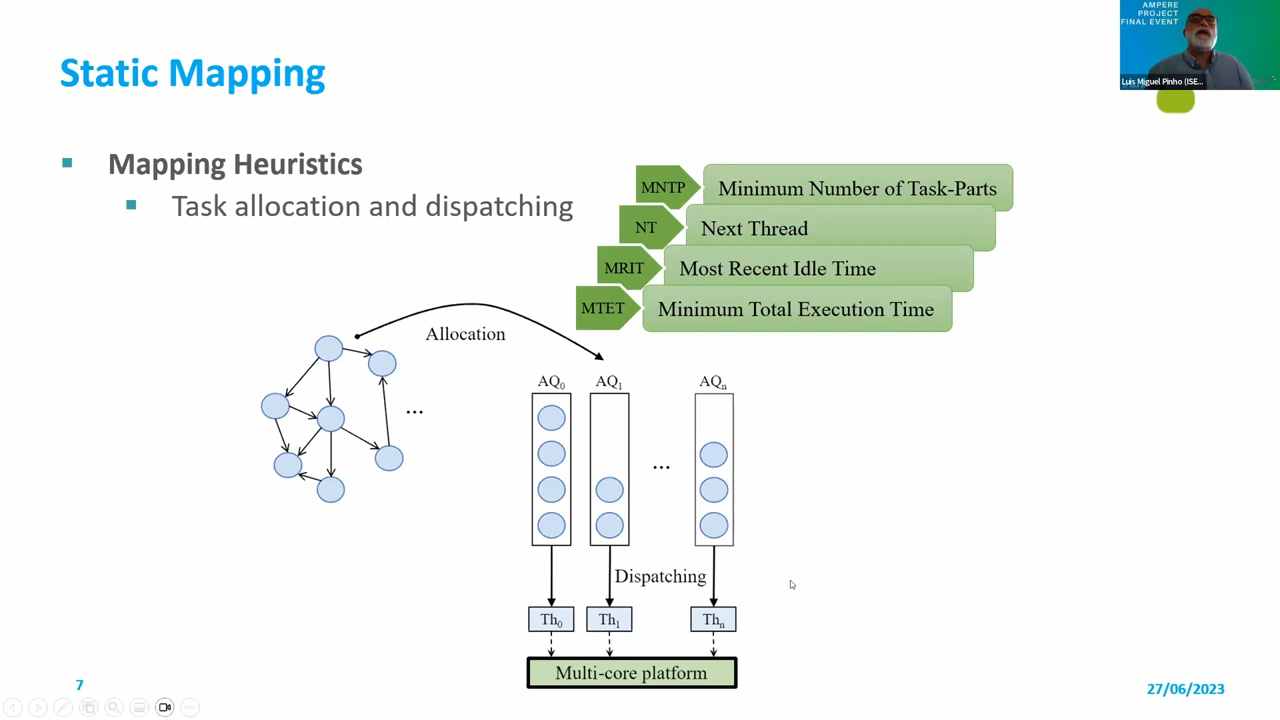 AMPERE
PROJECT
FINAL EVENT
Luis Miguel Pinho (ISE...
Static Mapping
Mapping Heuristics
Task allocation and dispatching
MNTP
Minimum Number of Task-Parts
NT
Next Thread
MRIT
Most Recent Idle Time
MTET
Minimum Total Execution Time
Allocation
...
AQ0
AQ1
AQn
...
Dispatching
Th0
Th1
Thn
Multi-core platform
7
27/06/2023